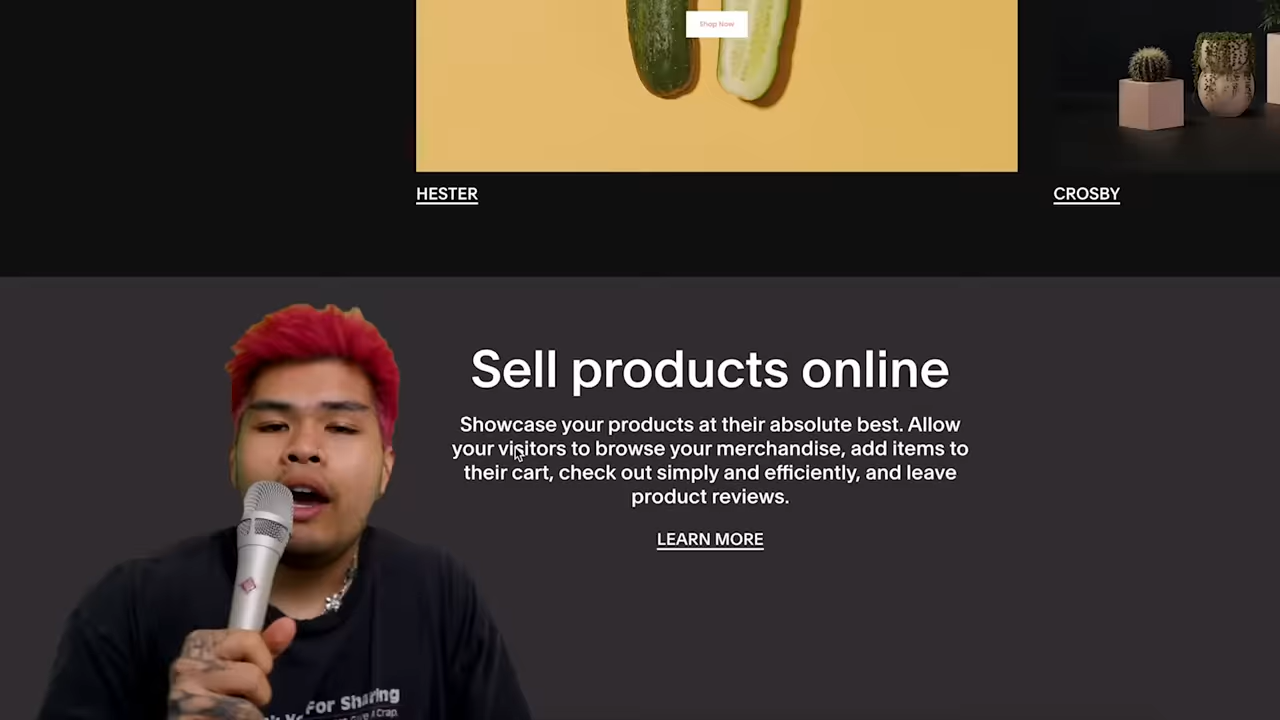 Shop Now
HESTER
CROSBY
Sell products online
Showcase your products at their absolute best. Allow
your visitors to browse your merchandise, add items to
their cart, check out simply and efficiently, and leave
product reviews.
LEARN MORE
For Sharing